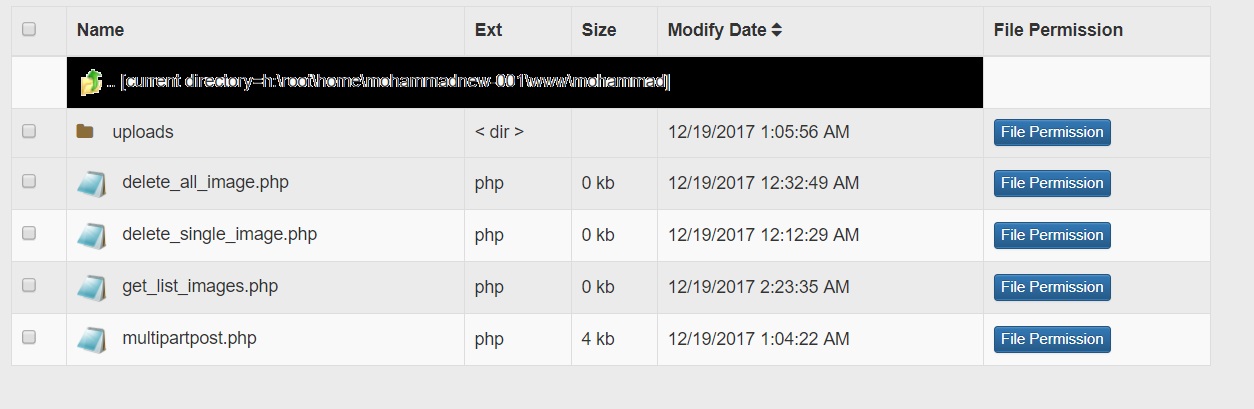 Name Ext Size Modify Date File Permission
.. [current directory=h:\root\home\mohammadnew-001\www\mohammad]
uploads < dir > 12/19/2017 1:05:56 AM File Permission
delete_all_image.php php 0 kb 12/19/2017 12:32:49 AM File Permission
delete_single_image.php php 0 kb 12/19/2017 12:12:29 AM File Permission
get_list_images.php php 0 kb 12/19/2017 2:23:35 AM File Permission
multipartpost.php php 4 kb 12/19/2017 1:04:22 AM File Permission